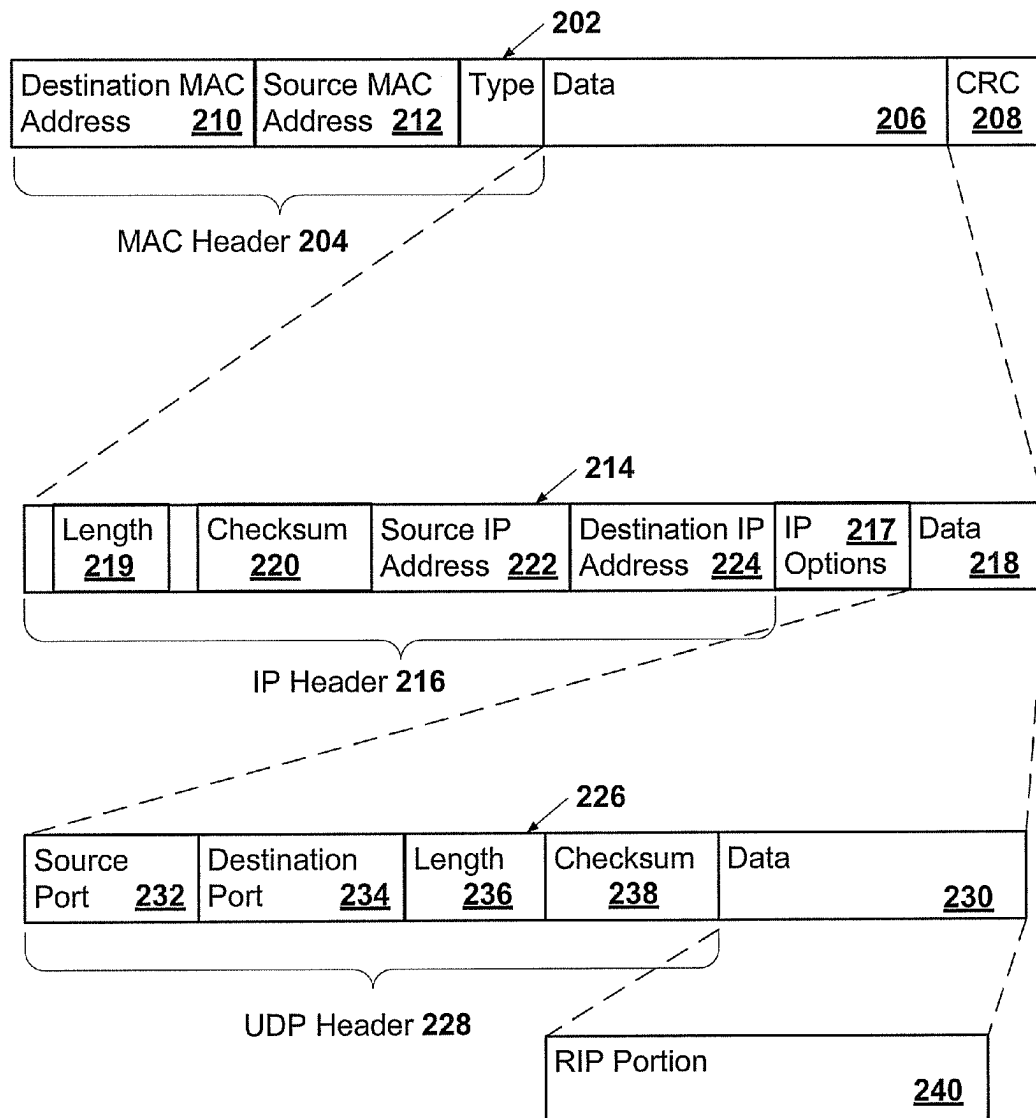 202
Destination MAC Address 210
Source MAC Address 212
Type
Data 206
CRC 208
MAC Header 204
214
Length 219
Checksum 220
Source IP Address 222
Destination IP Address 224
IP Options 217
Data 218
IP Header 216
226
Source Port 232
Destination Port 234
Length 236
Checksum 238
Data 230
UDP Header 228
RIP Portion 240